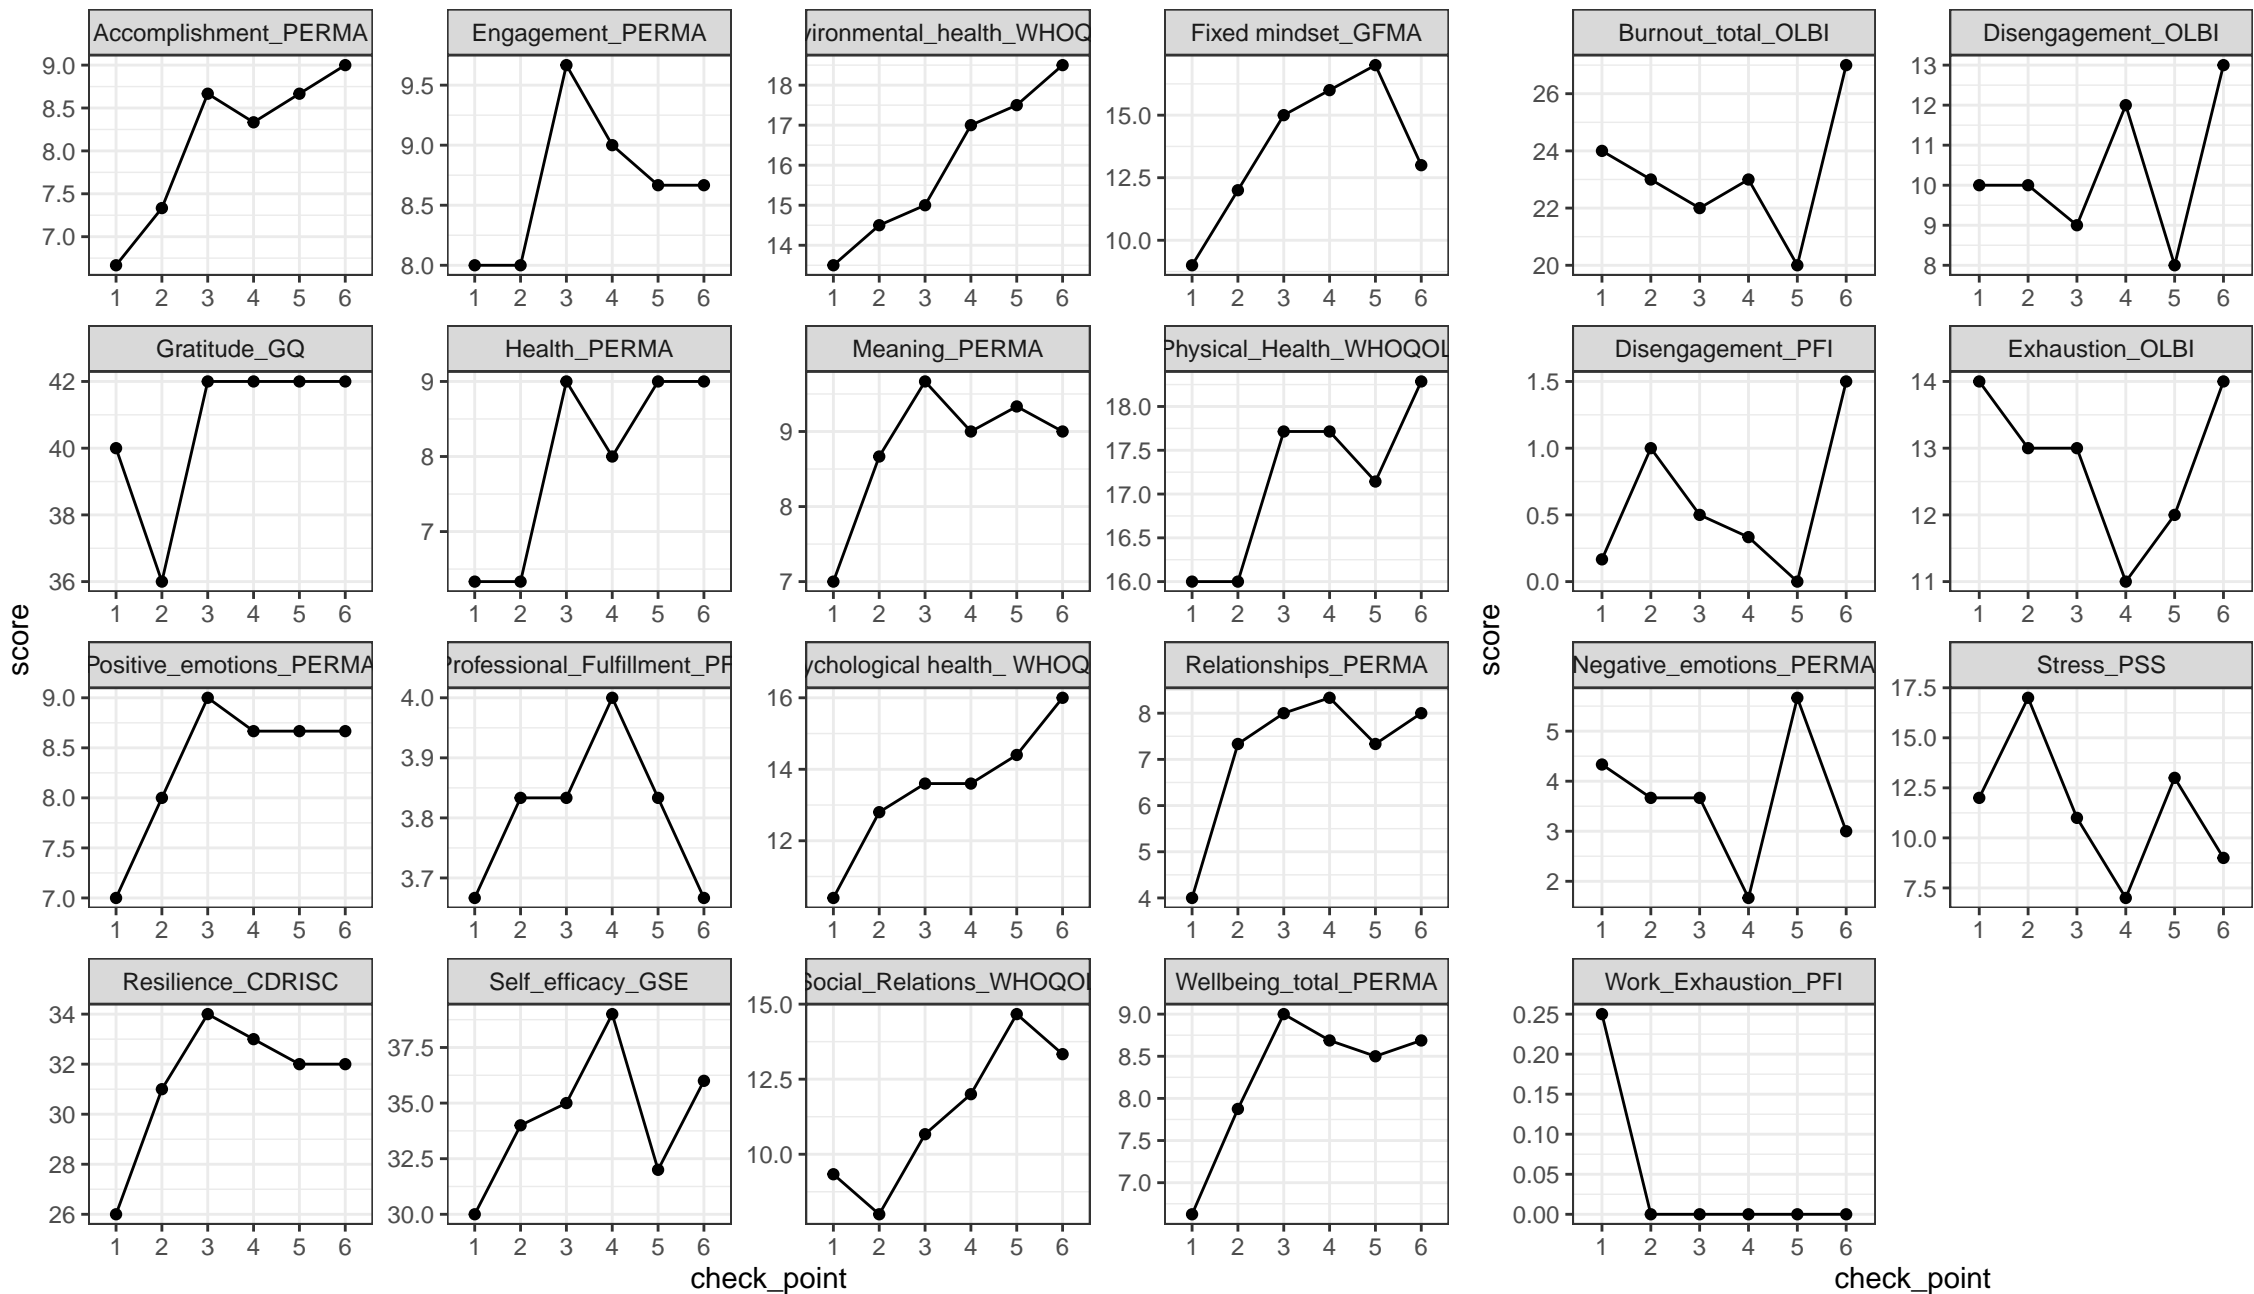 Accomplishment_PERMA Engagement_PERMA vironmental_health_WHOQ Fixed mindset_GFMA Burnout_total_OLBI Disengagement_OLBI
9.0 8.5 8.0 7.5 7.0
9.5 9.0 8.5 8.0
18 17 16 15 14
15.0 12.5 10.0
26 24 22 20
13 12 11 10 9 8
1 2 3 4 5 6 1 2 3 4 5 6 1 2 3 4 5 6 1 2 3 4 5 6 1 2 3 4 5 6 1 2 3 4 5 6
Gratitude_GQ Health_PERMA Meaning_PERMA Physical_Health_WHOQOL Disengagement_PFI Exhaustion_OLBI
42 40 38 36
9 8 7
9 8 7
18.0 17.5 17.0 16.5 16.0
1.5 1.0 0.5 0.0
14 13 12 11
1 2 3 4 5 6 1 2 3 4 5 6 1 2 3 4 5 6 1 2 3 4 5 6 1 2 3 4 5 6 1 2 3 4 5 6
score score
Positive_emotions_PERMA Professional_Fulfillment_PF ychological health_ WHOQ Relationships_PERMA Negative_emotions_PERMA Stress_PSS
9.0 8.5 8.0 7.5 7.0
4.0 3.9 3.8 3.7
16 14 12
8 7 6 5 4
5 4 3 2
17.5 15.0 12.5 10.0 7.5
1 2 3 4 5 6 1 2 3 4 5 6 1 2 3 4 5 6 1 2 3 4 5 6 1 2 3 4 5 6 1 2 3 4 5 6
Resilience_CDRISC Self_efficacy_GSE Social_Relations_WHOQOL Wellbeing_total_PERMA Work_Exhaustion_PFI
34 32 30 28 26
37.5 35.0 32.5 30.0
15.0 12.5 10.0
9.0 8.5 8.0 7.5 7.0
0.25 0.20 0.15 0.10 0.05 0.00
1 2 3 4 5 6 1 2 3 4 5 6 1 2 3 4 5 6 1 2 3 4 5 6 1 2 3 4 5 6
check_point check_point